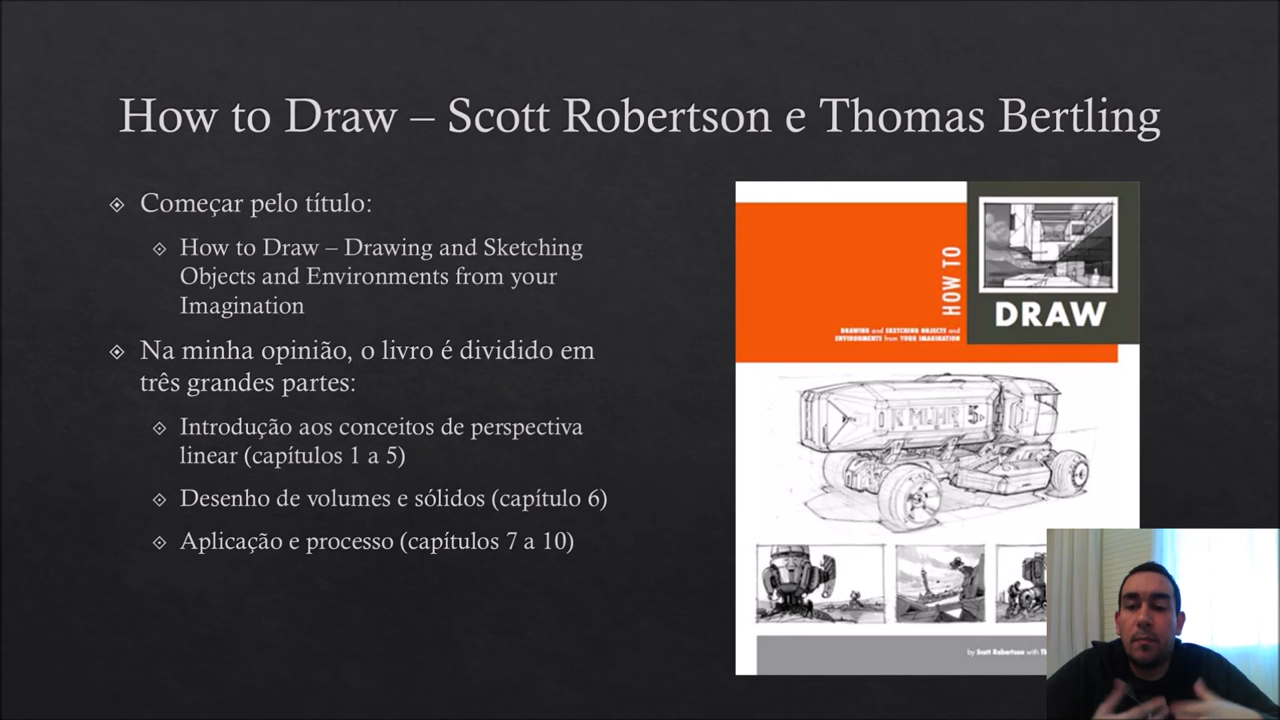 How to Draw – Scott Robertson e Thomas Bertling
Começar pelo título:
How to Draw – Drawing and Sketching
Objects and Environments from your
Imagination
Na minha opinião, o livro é dividido em
três grandes partes:
Introdução aos conceitos de perspectiva
linear (capítulos 1 a 5)
Desenho de volumes e sólidos (capítulo 6)
Aplicação e processo (capítulos 7 a 10)
HOW TO
DRAW
DRAWING and SKETCHING OBJECTS and
ENVIRONMENTS from YOUR IMAGINATION
by Scott Robertson with